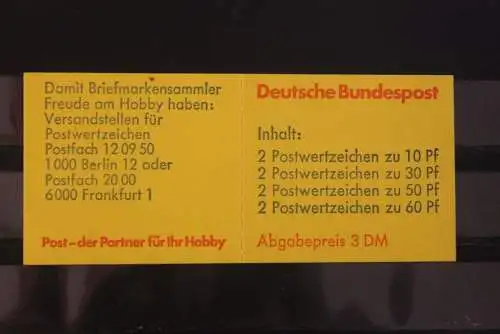 Damit Briefmarkensammler
Freude am Hobby haben:
Versandstellen für
Postwertzeichen
Postfach 12 09 50
1000 Berlin 12 oder
Postfach 20 00
6000 Frankfurt 1
Post – der Partner für Ihr Hobby
Deutsche Bundespost
Inhalt:
2 Postwertzeichen zu 10 Pf
2 Postwertzeichen zu 30 Pf
2 Postwertzeichen zu 50 Pf
2 Postwertzeichen zu 60 Pf
Abgabepreis 3 DM